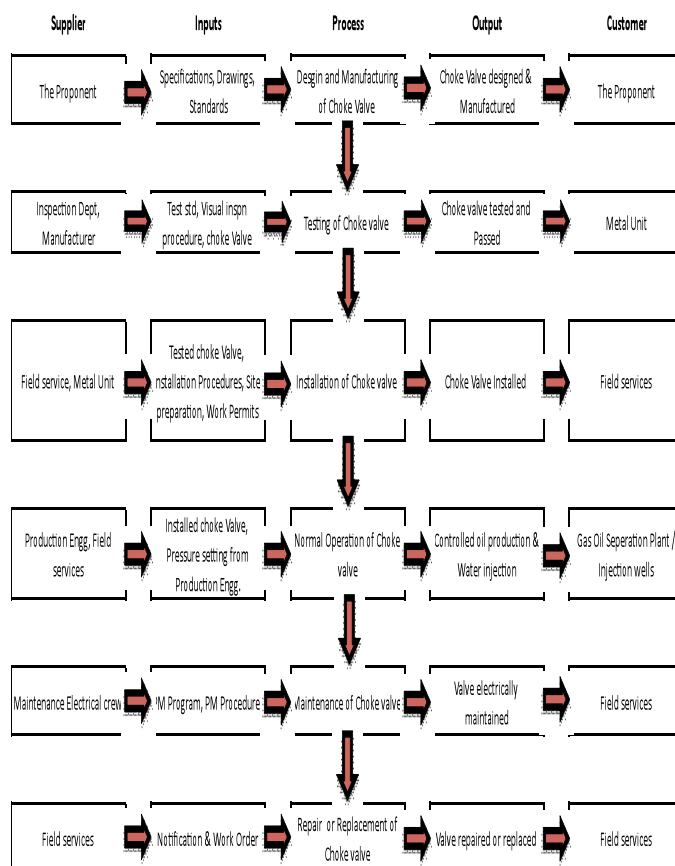 Supplier
Inputs
Process
Output
Customer
The Proponent
Specifications, Drawings,
Standards
Desgin and Manufacturing
of Choke Valve
Choke Valve designed &
Manufactured
The Proponent
Inspection Dept,
Manufacturer
Test std, Visual inspn
procedure, choke Valve
Testing of Choke valve
Choke valve tested and
Passed
Metal Unit
Field service, Metal Unit
Tested choke Valve,
nstallation Procedures, Site
preparation, Work Permits
Installation of Choke valve
Choke Valve Installed
Field services
Production Engg, Field
services
Installed choke Valve,
Pressure setting from
Production Engg.
Normal Operation of Choke
valve
Controlled oil production &
Water injection
Gas Oil Seperation Plant /
Injection wells
Maintenance Electrical crew
PM Program, PM Procedure
Maintenance of Choke valve
Valve electrically
maintained
Field services
Field services
Notification & Work Order
Repair or Replacement of
Choke valve
Valve repaired or replaced
Field services